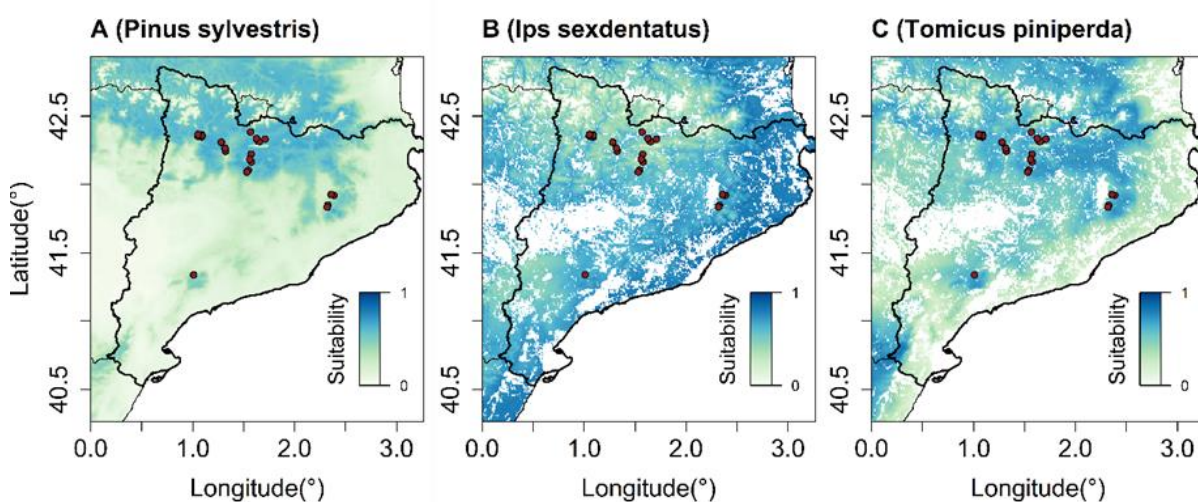 A (Pinus sylvestris)
B (Ips sexdentatus)
C (Tomicus piniperda)
Latitude(°)
42.5
41.5
40.5
Suitability
1
0
0.0 1.0 2.0 3.0
Longitude(°)
42.5
41.5
40.5
Suitability
1
0
0.0 1.0 2.0 3.0
Longitude(°)
42.5
41.5
40.5
Suitability
1
0
0.0 1.0 2.0 3.0
Longitude(°)